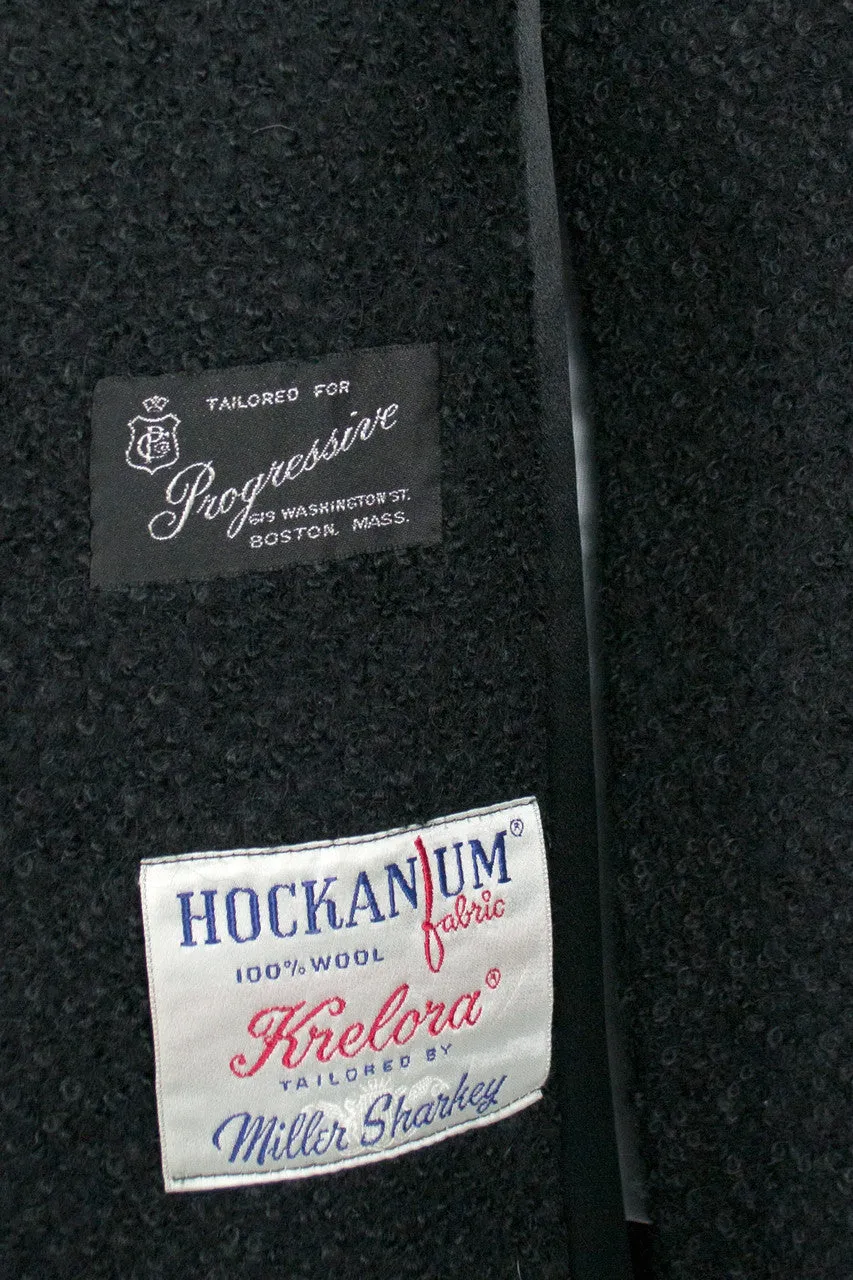 TAILORED FOR
Progressive
619 WASHINGTON ST.
BOSTON, MASS.
HOCKANUM®
fabric
100% WOOL
Krelora®
TAILORED BY
Miller Sharkey